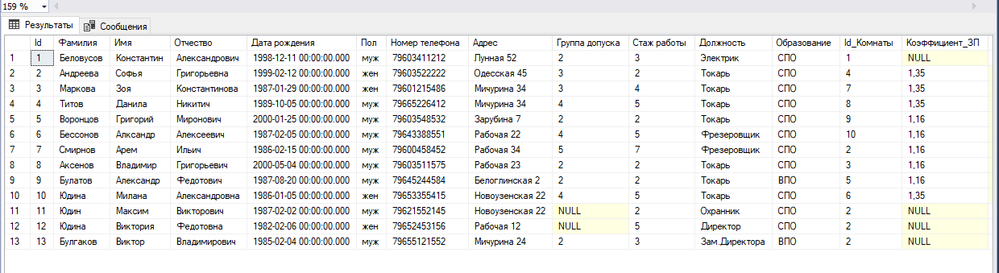 159 %
Результаты Сообщения
Id Фамилия Имя Отчество Дата рождения Пол Номер телефона Адрес Группа допуска Стаж работы Должность Образование Id_Комнаты Коэффициент_ЗП
1 1 Беловусов Константин Александрович 1998-12-11 00:00:00.000 муж 79603411212 Лунная 52 2 3 Электрик СПО 1 NULL
2 2 Андреева Софья Григорьевна 1999-02-12 00:00:00.000 жен 79603522222 Одесская 45 3 2 Токарь СПО 4 1,35
3 3 Маркова Зоя Константинова 1987-01-29 00:00:00.000 жен 79601215486 Мичурина 34 3 4 Токарь СПО 7 1,35
4 4 Титов Данила Никитич 1989-10-05 00:00:00.000 муж 79665226412 Мичурина 34 4 5 Токарь СПО 8 1,35
5 5 Воронцов Григорий Миронович 2000-01-25 00:00:00.000 муж 79603548532 Зарубина 7 2 2 Токарь СПО 9 1,16
6 6 Бессонов Алксандр Алексеевич 1987-02-05 00:00:00.000 муж 79643388551 Рабочая 22 4 5 Фрезеровщик СПО 10 1,16
7 7 Смирнов Арем Ильич 1986-02-15 00:00:00.000 муж 79600458452 Рабочая 34 5 7 Фрезеровщик СПО 2 1,16
8 8 Аксенов Владимир Григорьевич 2000-05-04 00:00:00.000 муж 79603511575 Рабочая 23 2 2 Токарь СПО 3 1,16
9 9 Булатов Александр Федотович 1987-08-20 00:00:00.000 муж 79645244584 Белоглинская 2 2 2 Токарь ВПО 5 1,16
10 10 Юдина Милана Александровна 1986-01-05 00:00:00.000 жен 79653355415 Новоузенская 22 4 5 Токарь СПО 6 1,35
11 11 Юдин Максим Викторович 1987-02-02 00:00:00.000 муж 79621552145 Новоузенская 22 NULL 2 Охранник СПО 2 NULL
12 12 Юдина Виктория Федотовна 1982-02-06 00:00:00.000 жен 79652453156 Рабочая 12 NULL 5 Директор СПО 2 NULL
13 13 Булгаков Виктор Владимирович 1985-02-04 00:00:00.000 муж 79655121552 Мичурина 24 2 3 Зам.Директора ВПО 2 NULL